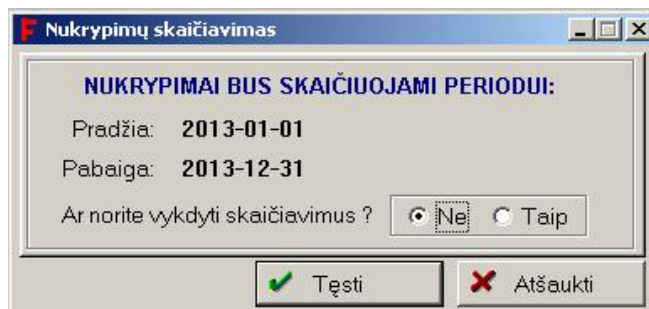 Nukrypimų skaičiavimas
NUKRYPIMAI BUS SKAIČIUOJAMI PERIODUI:
Pradžia: 2013-01-01
Pabaiga: 2013-12-31
Ar norite vykdyti skaičiavimus ? Ne Taip
Tęsti Atšaukti